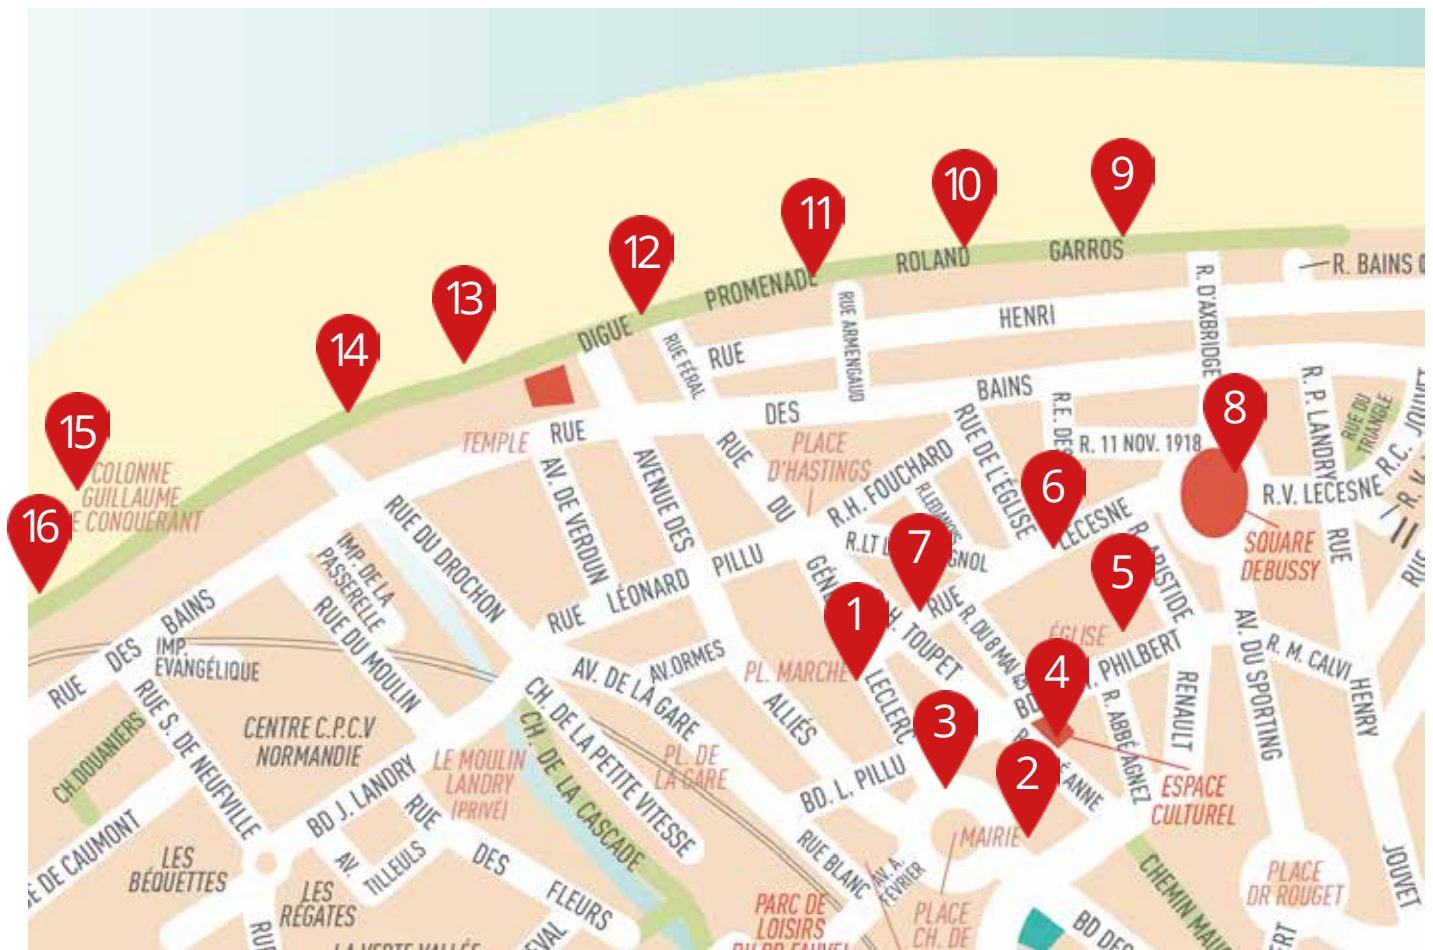 9
10
11
12
13
14
15
16
8
6
7
5
1
4
3
2
DIGUE
PROMENADE
ROLAND
GARROS
R. BAINS
RUE
HENRI
RUE ARMENGAUD
RUE FÉRAL
R. D'AXBRIDGE
RUE
DES
BAINS
TEMPLE
PLACE
D'HASTINGS
R. 11 NOV. 1918
R. P. LANDRY
RUE DU
TRIANGLE
R.C. JOUVET
R.V. LECESNE
SQUARE
DEBUSSY
COLONNE
GUILLAUME
CONQUÉRANT
AV. DE VERDUN
AVENUE DES
ALLIÉS
RUE
DU
R.H. FOUCHARD
RUE DE L'ÉGLISE
RUE
LECESNE
R. ARISTIDE
RUE DU DROCHON
IMP. DE LA
PASSERELLE
RUE DU MOULIN
RUE
LÉONARD
PILLU
H. TOUPET
R. DU 8 MAI 45
ÉGLISE
PHILBERT
AV. DU SPORTING
R. M. CALVI
RUE
HENRY
JOUVET
RUE
DES
BAINS
IMP.
EVANGÉLIQUE
RUE S. DE NEUFVILLE
CENTRE C.P.C.V
NORMANDIE
CH.DOUANIERS
AV. DE LA GARE
AV.ORMES
PL. MARCHÉ
LECLERC
RENAULT
R. ABBÉ AGNEZ
LE MOULIN
LANDRY
(PRIVÉ)
CH. DE LA PETITE VITESSE
CH. DE LA CASCADE
PL. DE
LA GARE
BD. L. PILLU
ESPACE
CULTUREL
BD J. LANDRY
RUE
DES
FLEURS
AV.
TILLEULS
DE CAUMONT
LES
BÉQUETTES
LES
RÉGATES
RUE BLANC
MAIRIE
PARC DE
LOISIRS
PLACE
CH. DE
CHEMIN
PLACE
DR ROUGET
BD DES
LA VERTE VALLÉE